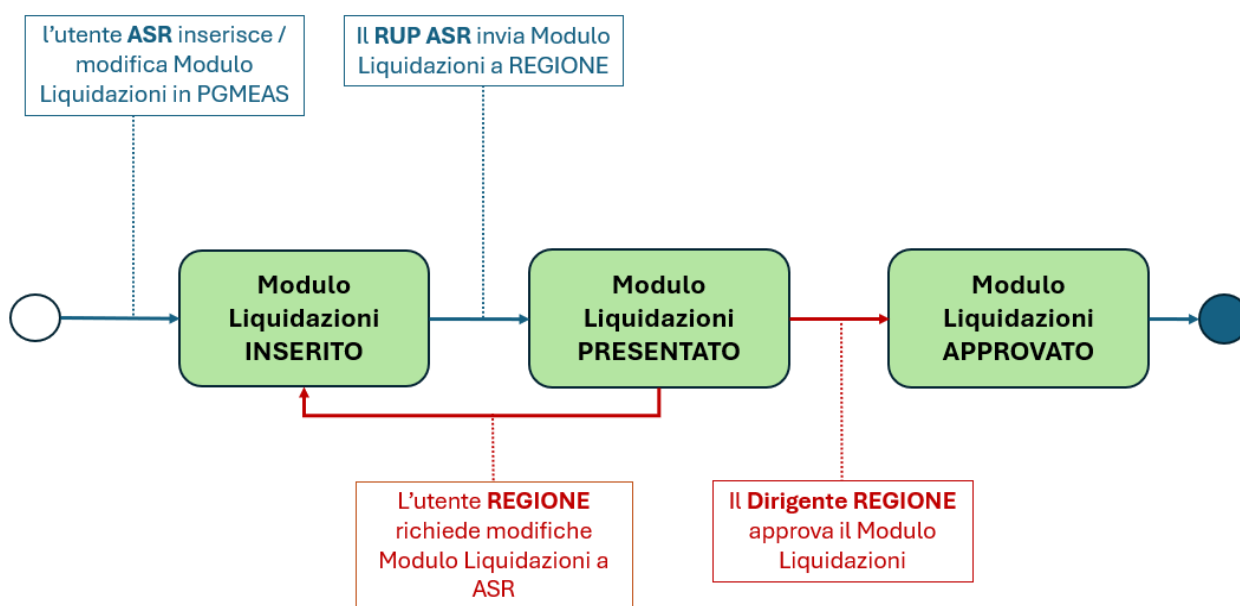 l'utente ASR inserisce /
modifica Modulo
Liquidazioni in PGMEAS
Il RUP ASR invia Modulo
Liquidazioni a REGIONE
Modulo
Liquidazioni
INSERITO
Modulo
Liquidazioni
PRESENTATO
Modulo
Liquidazioni
APPROVATO
L'utente REGIONE
richiede modifiche
Modulo Liquidazioni a
ASR
Il Dirigente REGIONE
approva il Modulo
Liquidazioni